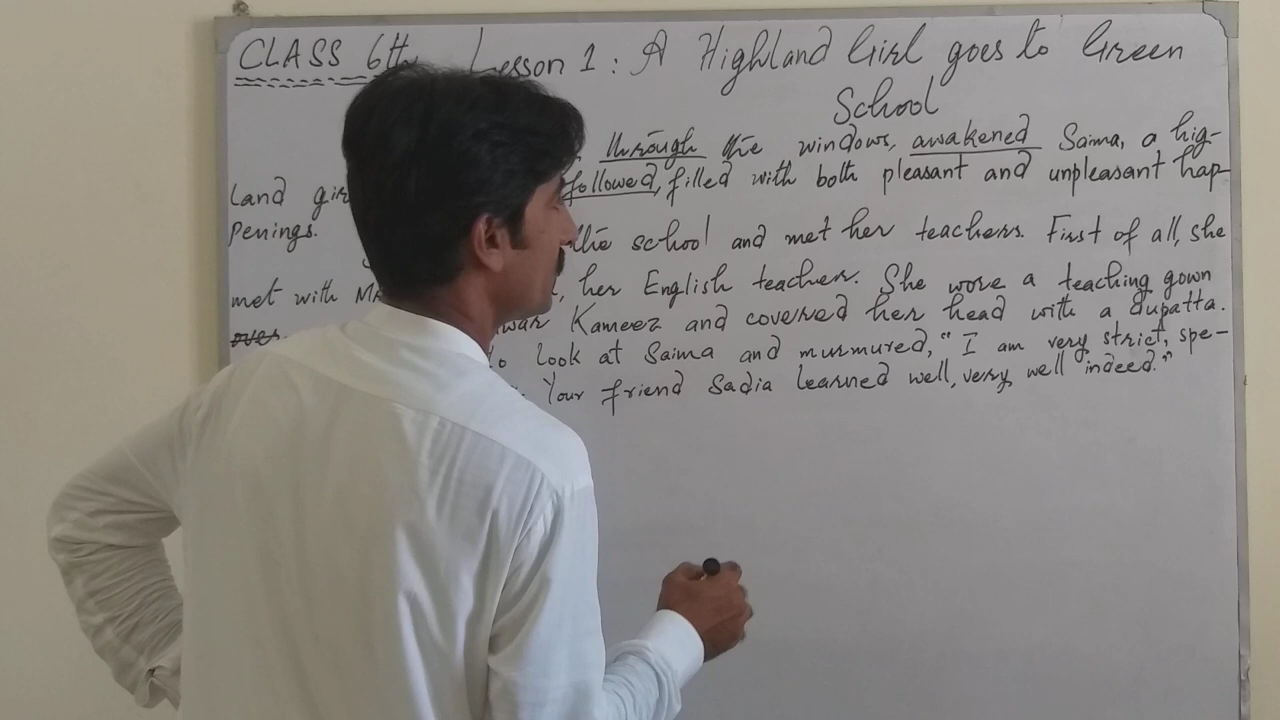 CLASS 6th Lesson 1: A Highland Girl goes to Green
School
through the windows, awakened Saima, a hig-
land gir followed, filled with both pleasant and unpleasant hap-
penings. the school and met her teachers. First of all, she
met with her English teacher. She wore a teaching gown
over Kameez and covered her head with a dupatta.
to look at Saima and murmured, "I am very strict, spe-
Your friend Sadia learned well, very well indeed."